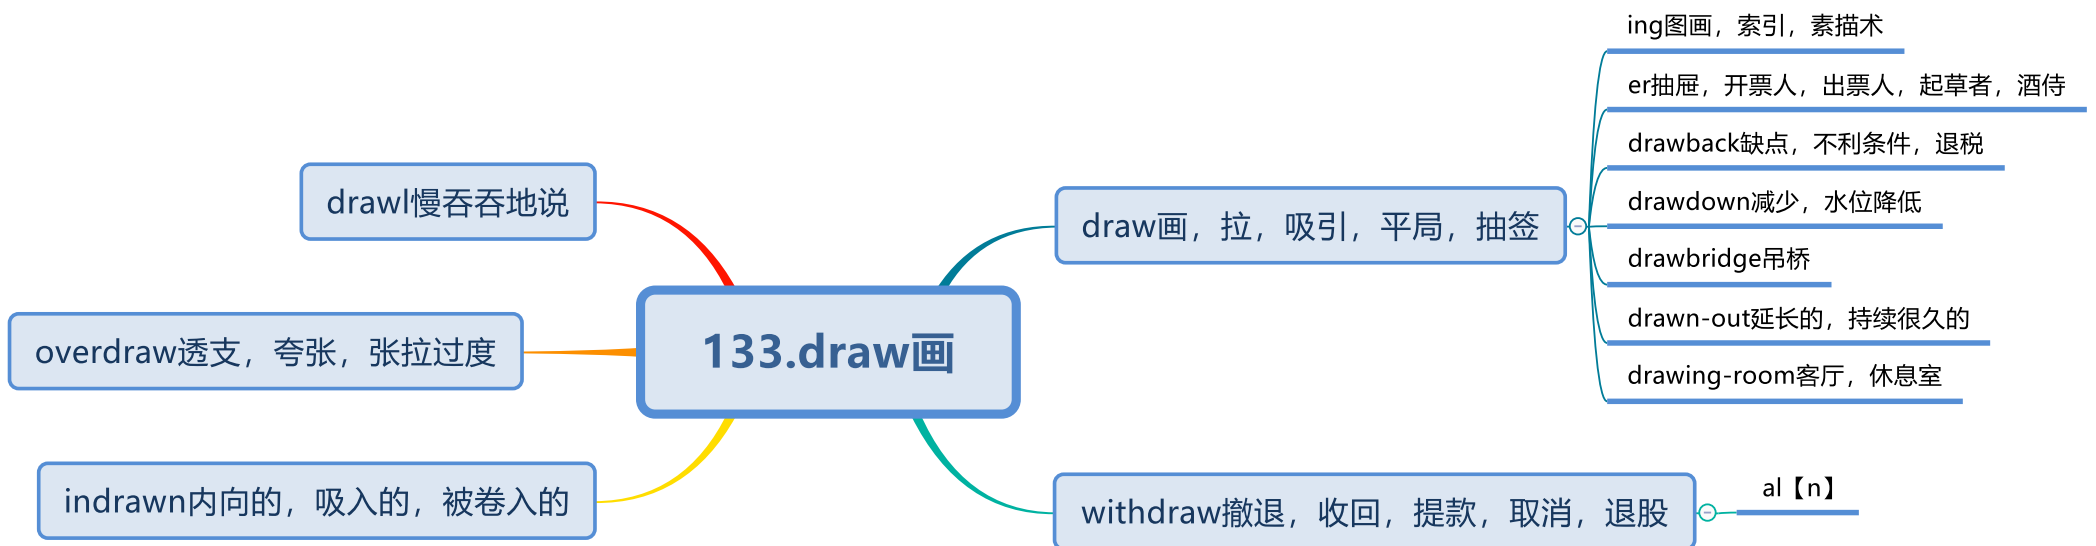 133.draw画
draw画，拉，吸引，平局，抽签
ing图画，索引，素描术
er抽屉，开票人，出票人，起草者，酒侍
drawback缺点，不利条件，退税
drawdown减少，水位降低
drawbridge吊桥
drawn-out延长的，持续很久的
drawing-room客厅，休息室
withdraw撤退，收回，提款，取消，退股
al【n】
drawl慢吞吞地说
overdraw透支，夸张，张拉过度
indrawn内向的，吸入的，被卷入的